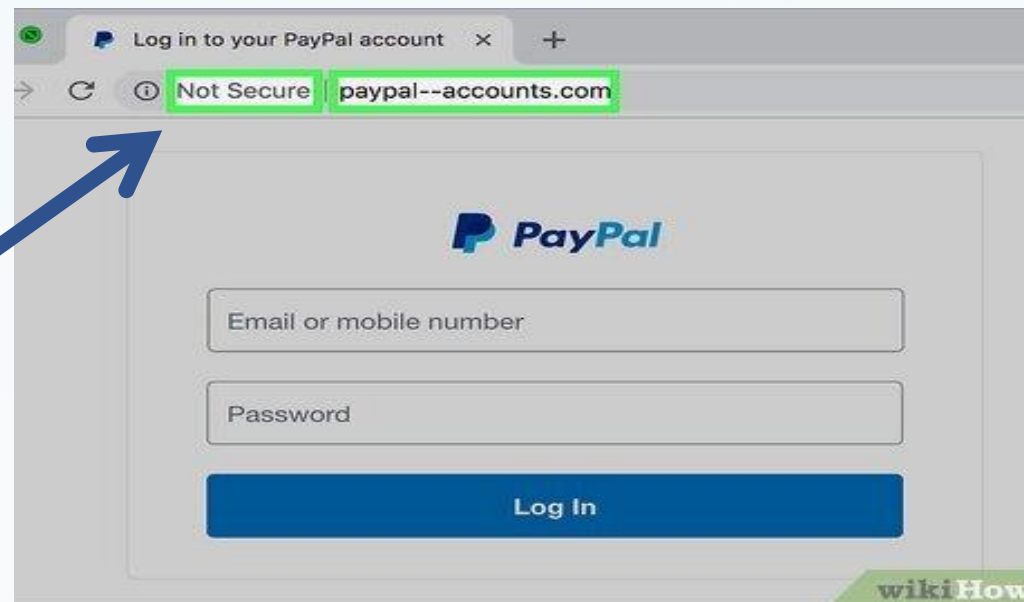 Log in to your PayPal account × +
Not Secure | paypal--accounts.com
PayPal
Email or mobile number
Password
Log In
wikiHow